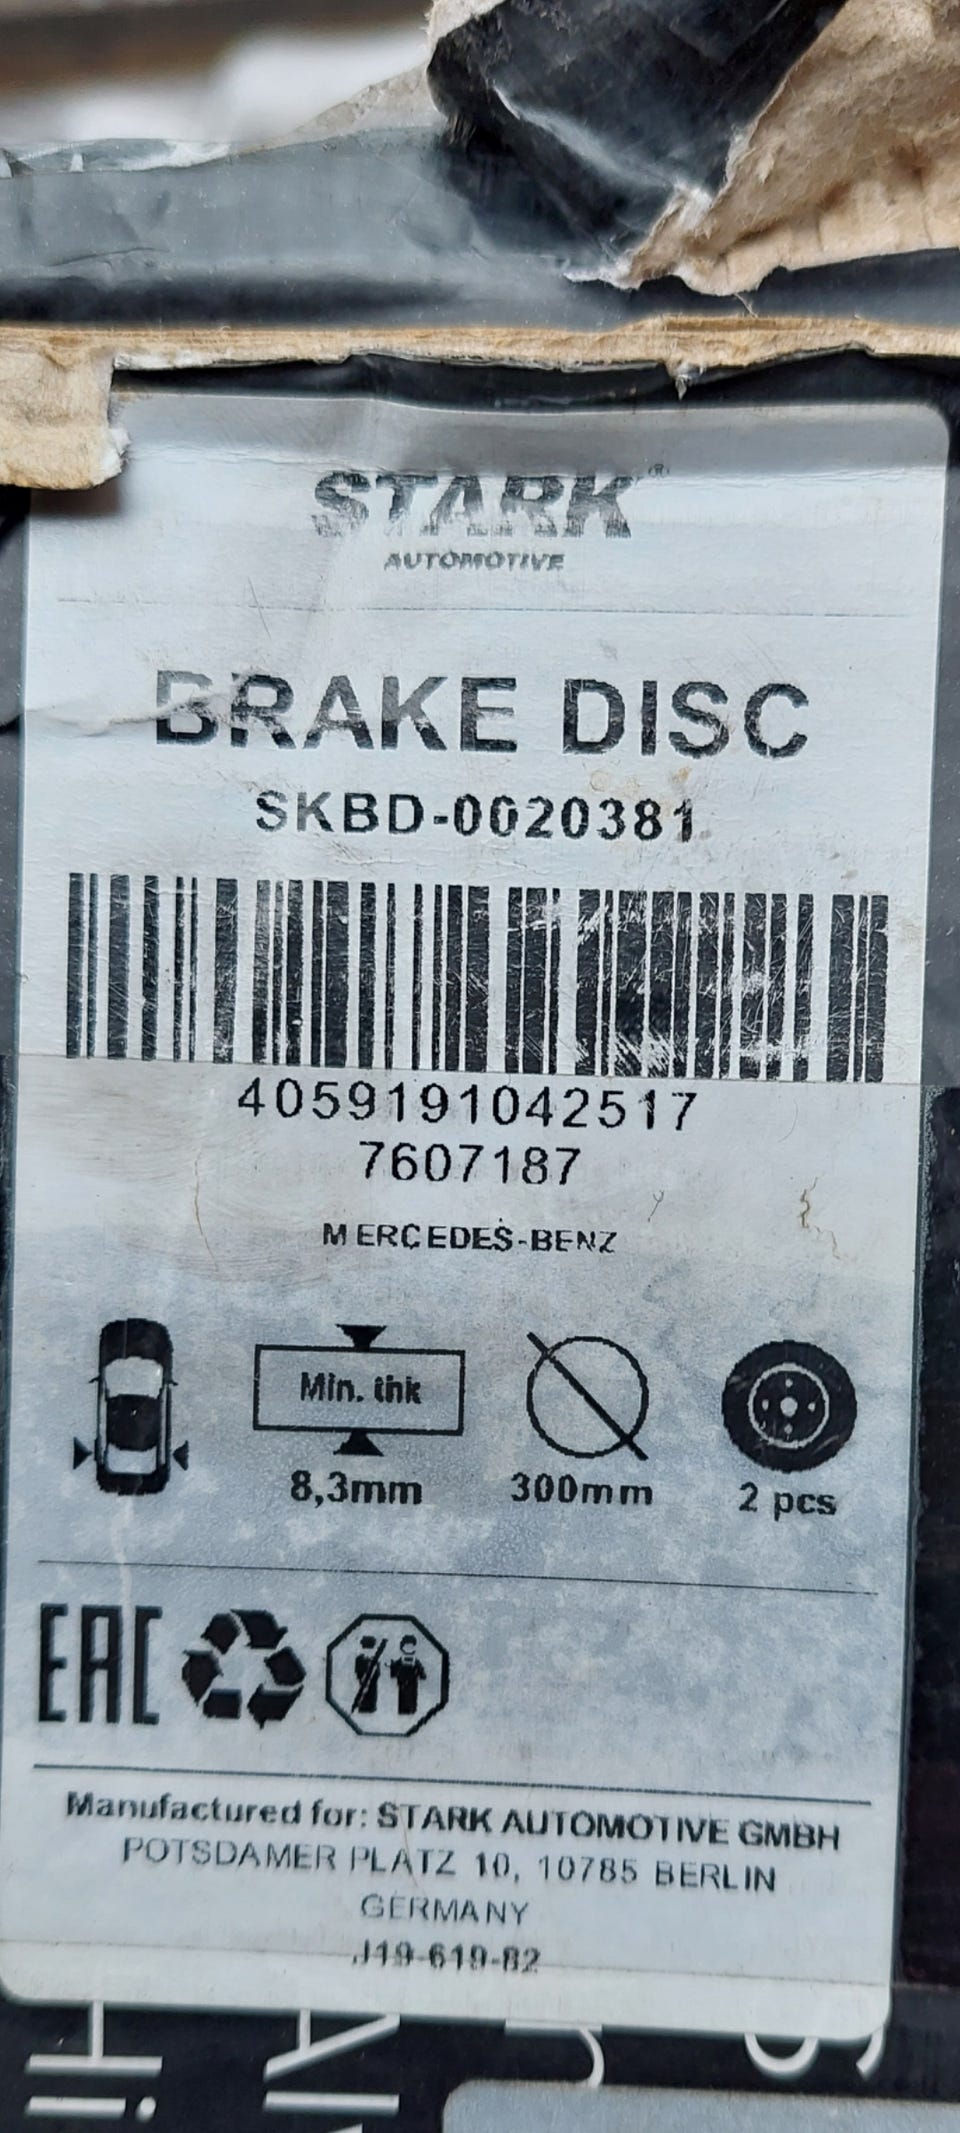 STARK®
AUTOMOTIVE
BRAKE DISC
SKBD-0020381
4059191042517
7607187
MERCEDES-BENZ
Min. thk
8,3mm
300mm
2 pcs
EAC
Manufactured for: STARK AUTOMOTIVE GMBH
POTSDAMER PLATZ 10, 10785 BERLIN
GERMANY
J19-619-82